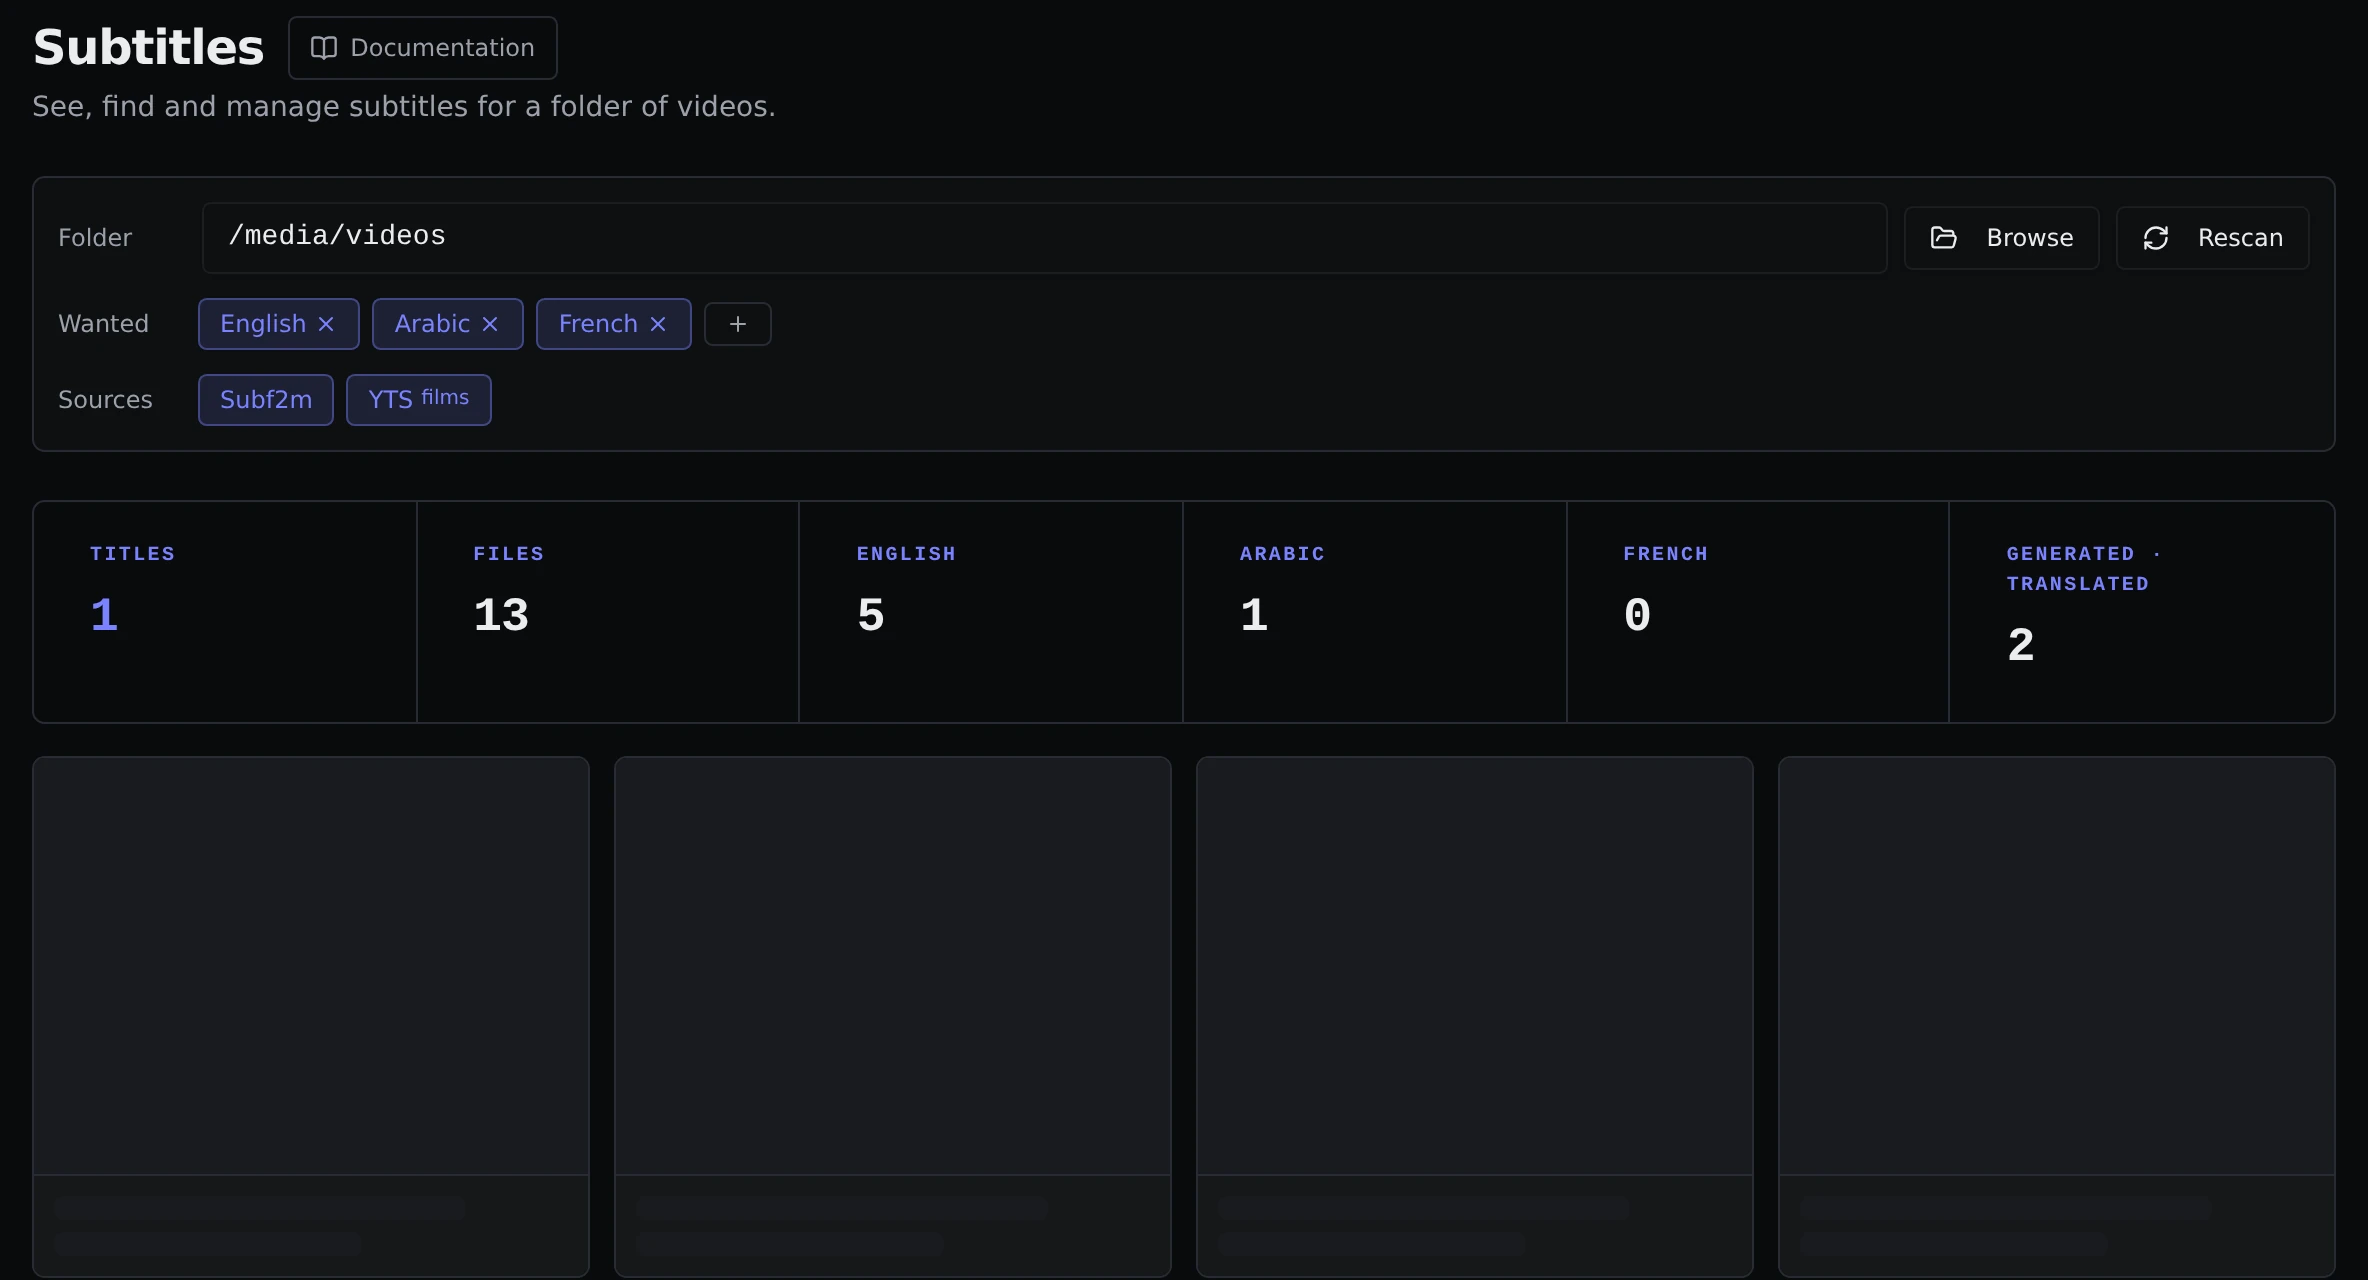 Subtitles
Documentation
See, find and manage subtitles for a folder of videos.
Folder
/media/videos
Browse
Rescan
Wanted
English
Arabic
French
+
Sources
Subf2m
YTS films
TITLES
1
FILES
13
ENGLISH
5
ARABIC
1
FRENCH
0
GENERATED ·
TRANSLATED
2